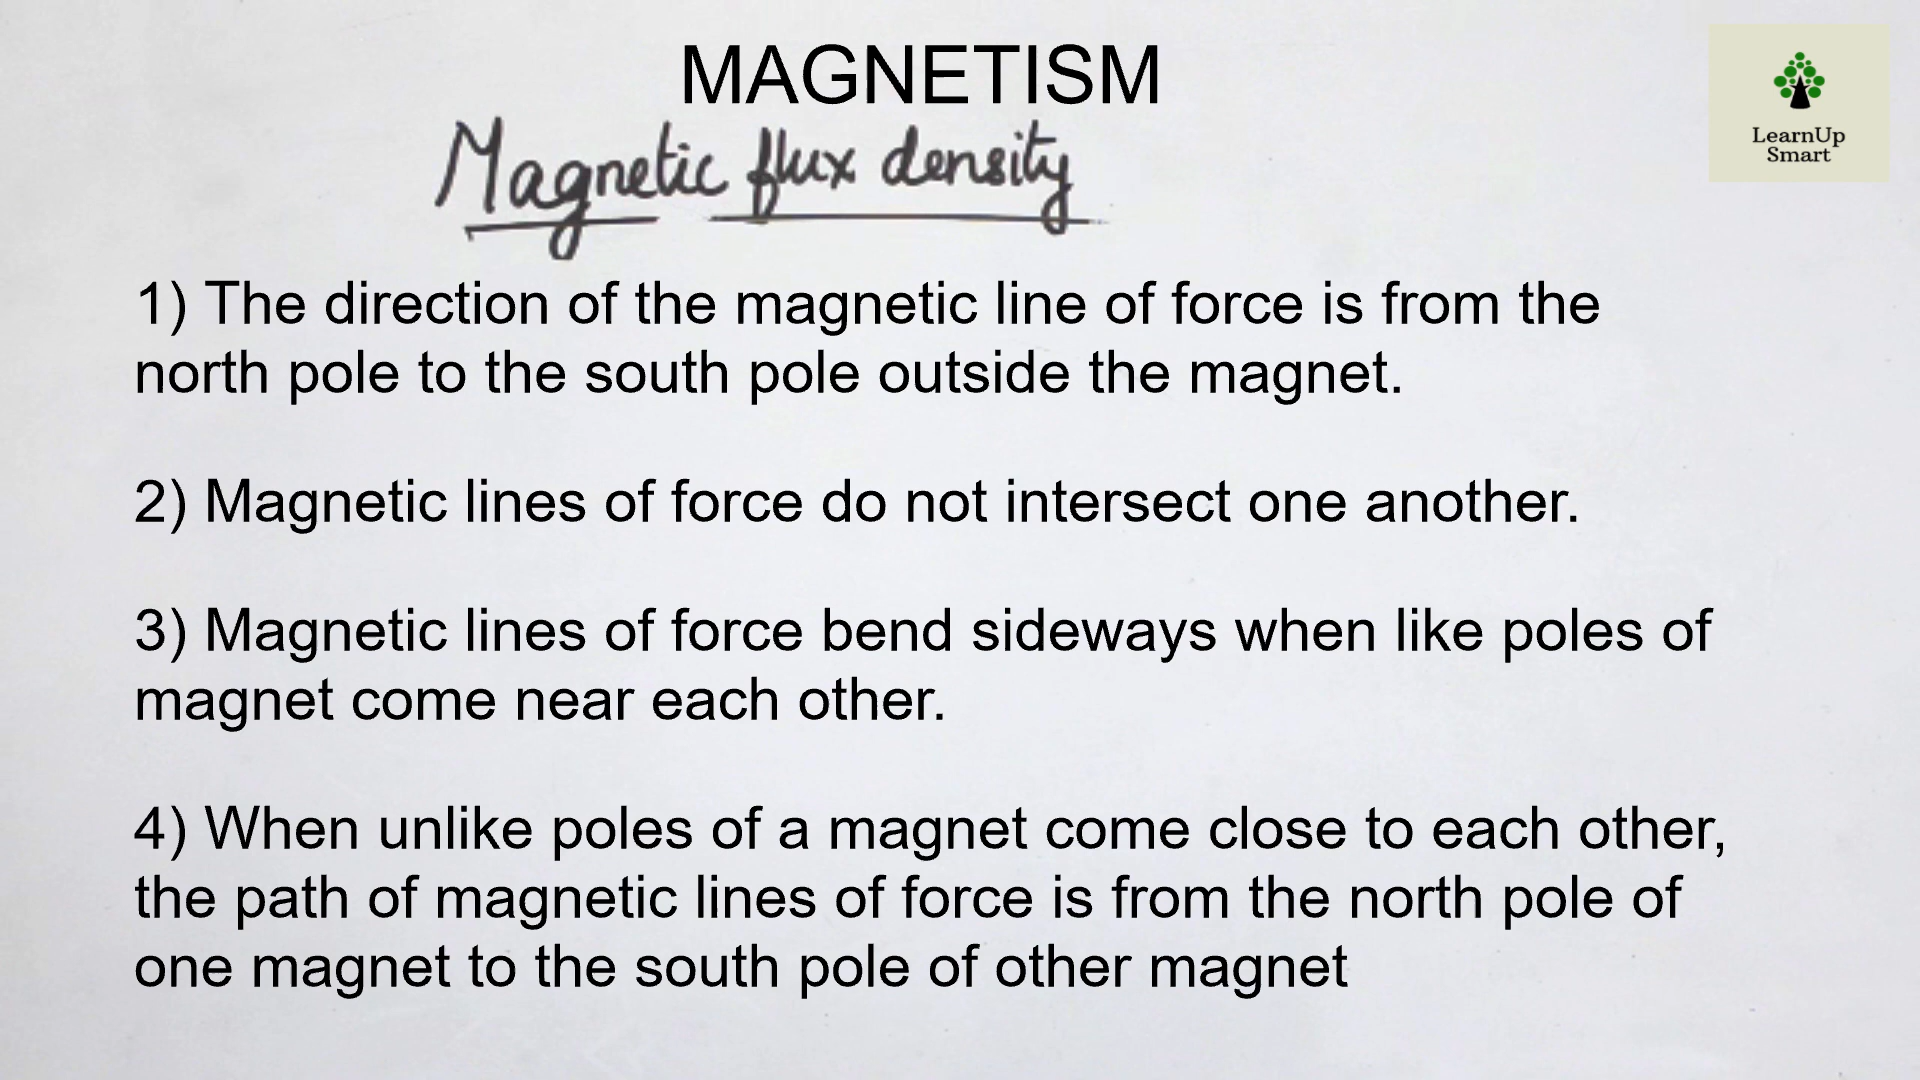 MAGNETISM
LearnUp
Smart
Magnetic flux density
1) The direction of the magnetic line of force is from the
north pole to the south pole outside the magnet.
2) Magnetic lines of force do not intersect one another.
3) Magnetic lines of force bend sideways when like poles of
magnet come near each other.
4) When unlike poles of a magnet come close to each other,
the path of magnetic lines of force is from the north pole of
one magnet to the south pole of other magnet